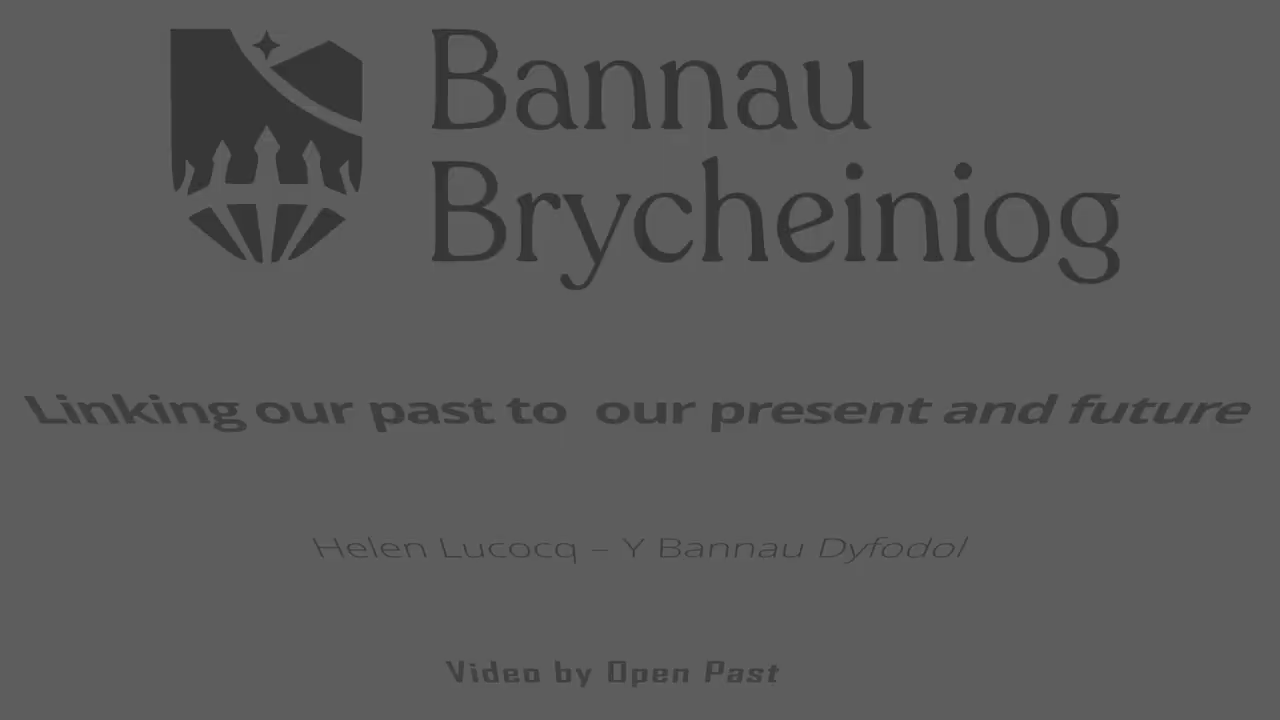 Bannau
Brycheiniog
Linking our past to our present and future
Helen Lucocq – Y Bannau Dyfodol
Video by Open Past